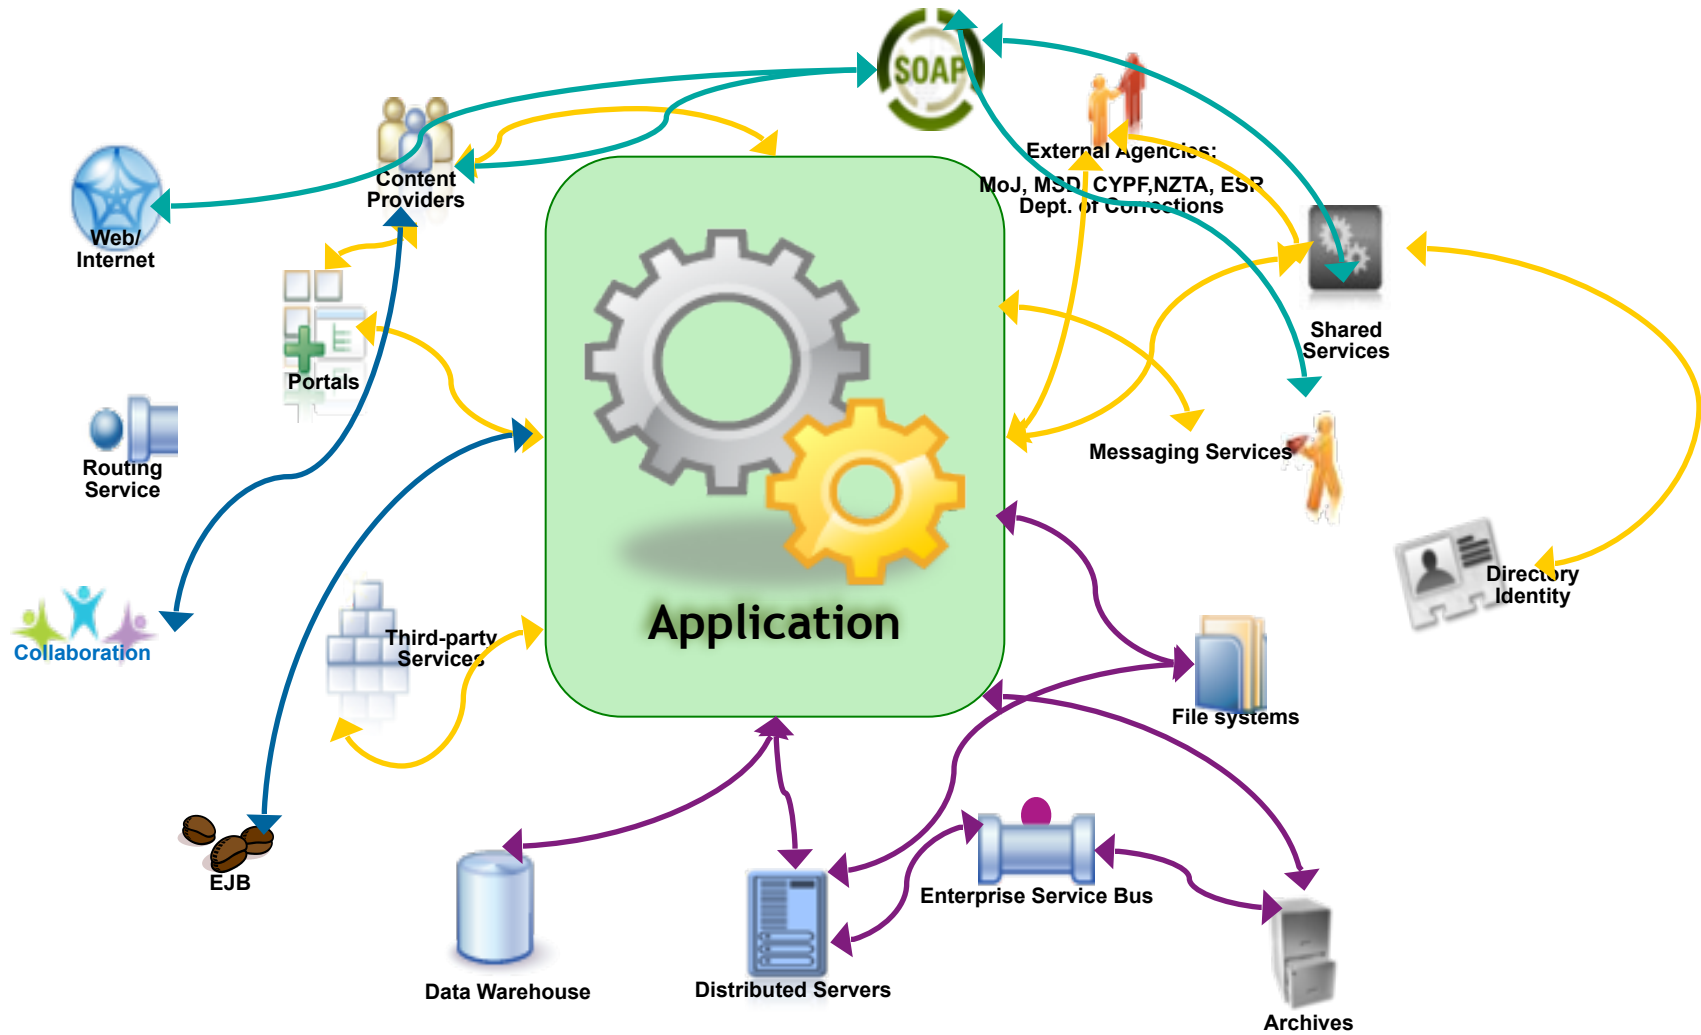 SOAP
External Agencies:
MoJ, MSD, CYPF,NZTA, ESR
Dept. of Corrections
Content
Providers
Web/
Internet
Shared
Services
Portals
Messaging Services
Routing
Service
Directory
Identity
Application
Third-party
Services
Collaboration
File systems
EJB
Enterprise Service Bus
Data Warehouse
Distributed Servers
Archives